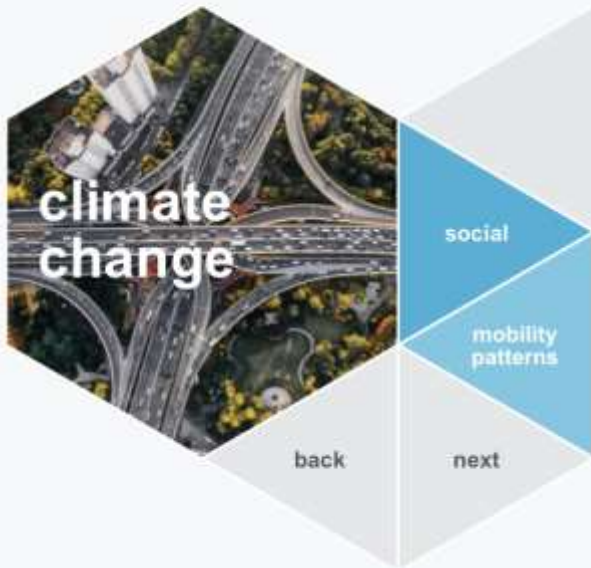 climate
change
social
mobility
patterns
back
next